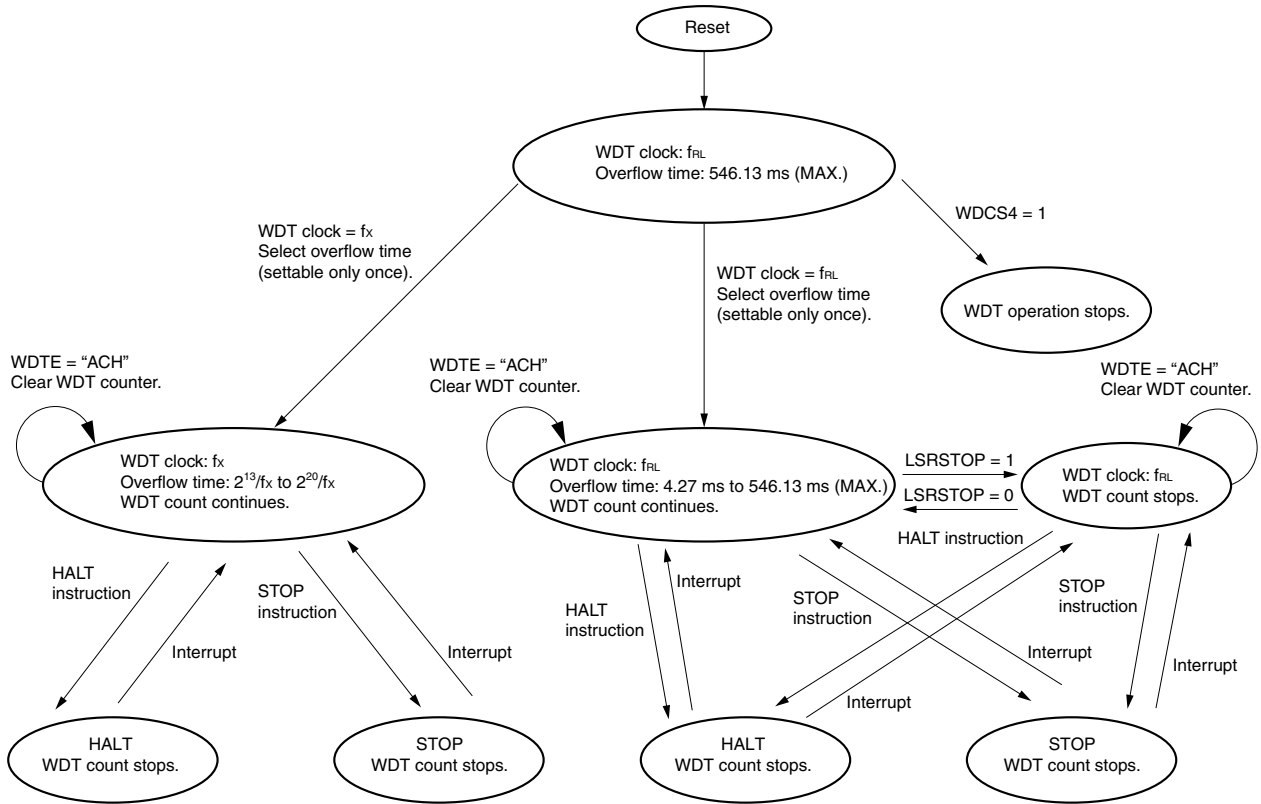 Reset
WDT clock: fRL
Overflow time: 546.13 ms (MAX.)
WDCS4 = 1
WDT clock = fX
Select overflow time
(settable only once).
WDT clock = fRL
Select overflow time
(settable only once).
WDT operation stops.
WDTE = “ACH”
Clear WDT counter.
WDTE = “ACH”
Clear WDT counter.
WDTE = “ACH”
Clear WDT counter.
WDT clock: fX
Overflow time: 2¹³/fX to 2²⁰/fX
WDT count continues.
WDT clock: fRL
Overflow time: 4.27 ms to 546.13 ms (MAX.)
WDT count continues.
LSRSTOP = 1
LSRSTOP = 0
WDT clock: fRL
WDT count stops.
HALT instruction
HALT
instruction
STOP
instruction
Interrupt
Interrupt
HALT
instruction
Interrupt
STOP
instruction
STOP
instruction
Interrupt
Interrupt
Interrupt
HALT
WDT count stops.
STOP
WDT count stops.
HALT
WDT count stops.
STOP
WDT count stops.